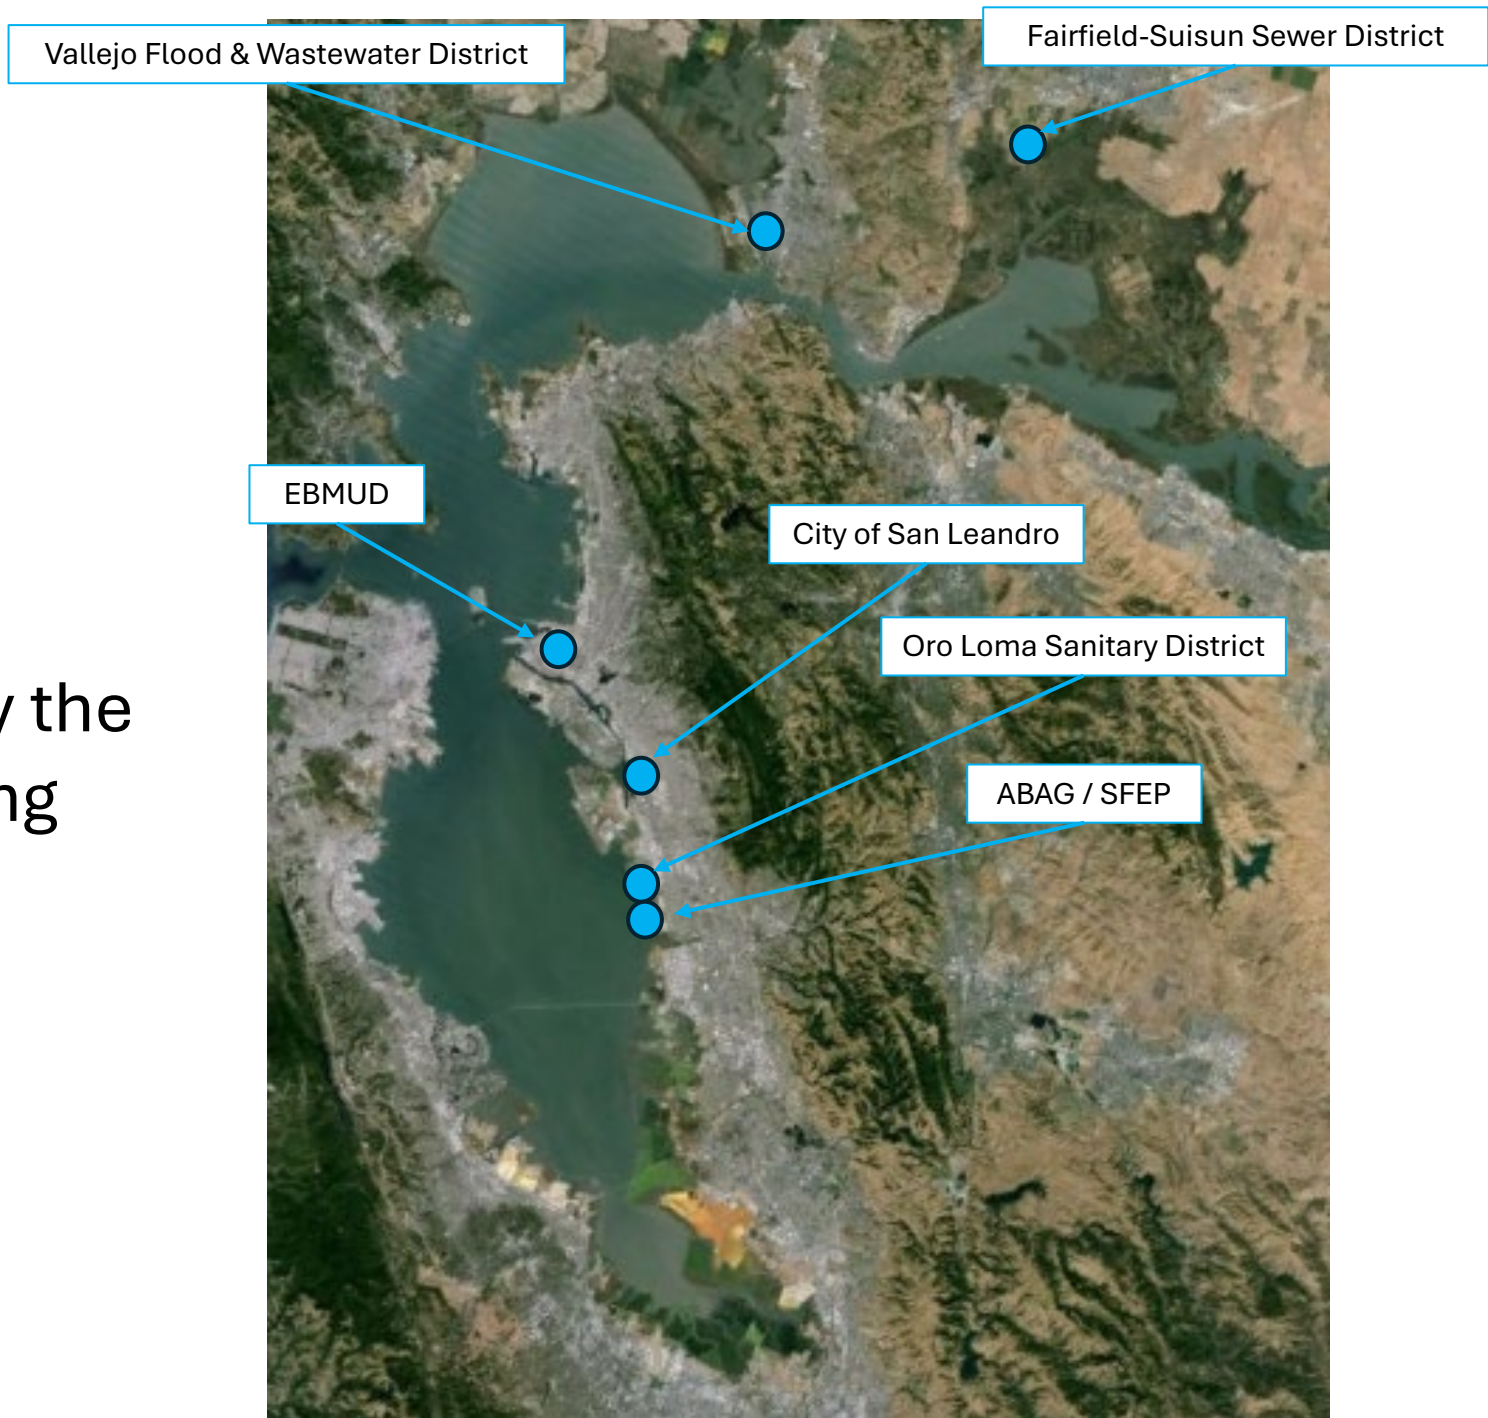 Vallejo Flood & Wastewater District
Fairfield-Suisun Sewer District
EBMUD
City of San Leandro
Oro Loma Sanitary District
y the
ng
ABAG / SFEP